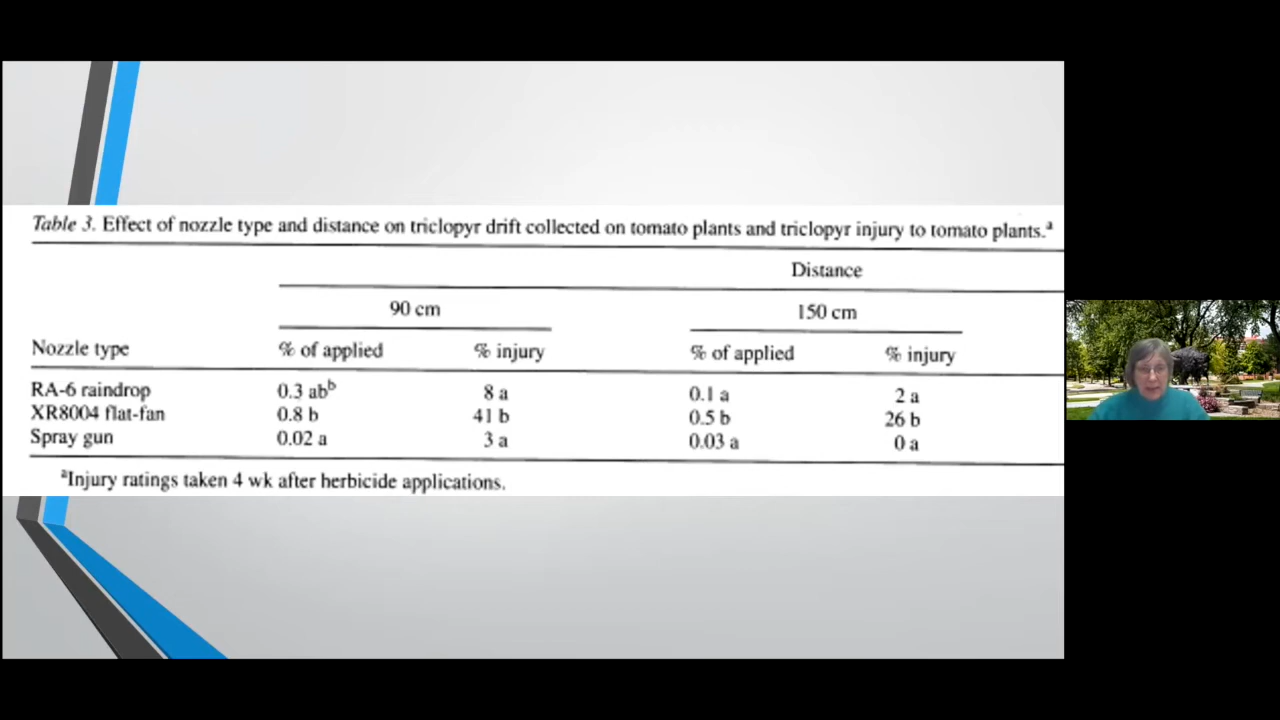 Table 3. Effect of nozzle type and distance on triclopyr drift collected on tomato plants and triclopyr injury to tomato plants.ᵃ
Distance
90 cm 150 cm
Nozzle type % of applied % injury % of applied % injury
RA-6 raindrop 0.3 abᵇ 8 a 0.1 a 2 a
XR8004 flat-fan 0.8 b 41 b 0.5 b 26 b
Spray gun 0.02 a 3 a 0.03 a 0 a
ᵃInjury ratings taken 4 wk after herbicide applications.